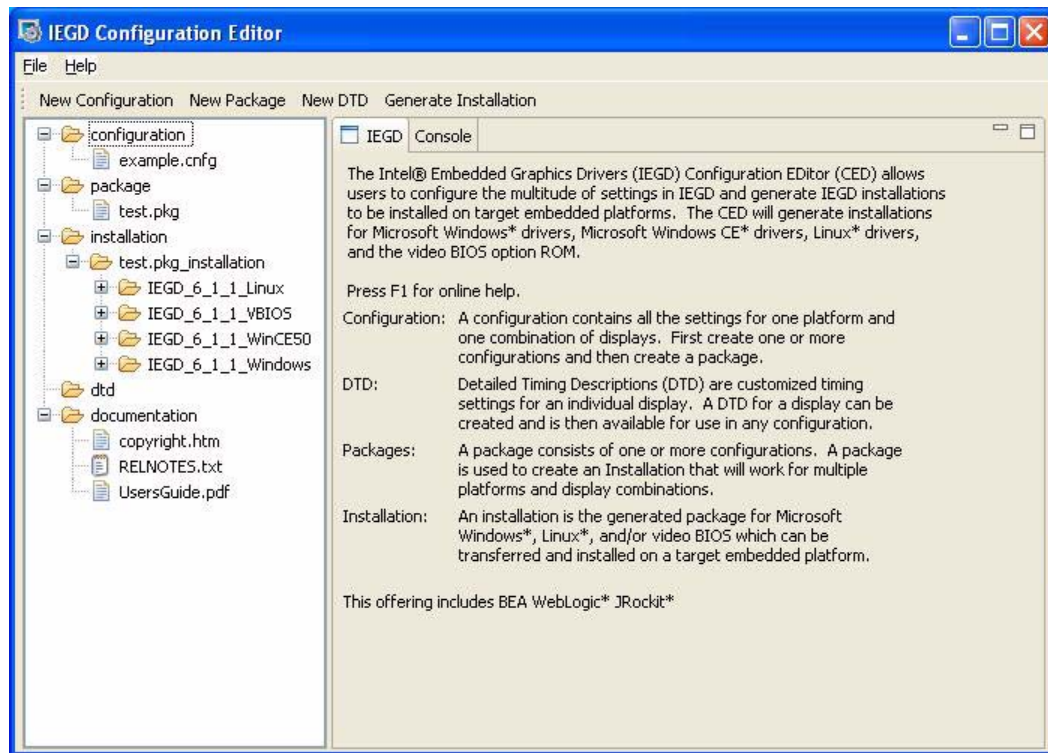 IEGD Configuration Editor
File Help
New Configuration New Package New DTD Generate Installation
configuration
example.cnfg
package
test.pkg
installation
test.pkg_installation
IEGD_6_1_1_Linux
IEGD_6_1_1_VBIOS
IEGD_6_1_1_WinCE50
IEGD_6_1_1_Windows
dtd
documentation
copyright.htm
RELNOTES.txt
UsersGuide.pdf
IEGD Console
The Intel® Embedded Graphics Drivers (IEGD) Configuration EDitor (CED) allows
users to configure the multitude of settings in IEGD and generate IEGD installations
to be installed on target embedded platforms. The CED will generate installations
for Microsoft Windows* drivers, Microsoft Windows CE* drivers, Linux* drivers,
and the video BIOS option ROM.
Press F1 for online help.
Configuration: A configuration contains all the settings for one platform and
one combination of displays. First create one or more
configurations and then create a package.
DTD: Detailed Timing Descriptions (DTD) are customized timing
settings for an individual display. A DTD for a display can be
created and is then available for use in any configuration.
Packages: A package consists of one or more configurations. A package
is used to create an Installation that will work for multiple
platforms and display combinations.
Installation: An installation is the generated package for Microsoft
Windows*, Linux*, and/or video BIOS which can be
transferred and installed on a target embedded platform.
This offering includes BEA WebLogic* JRockit*